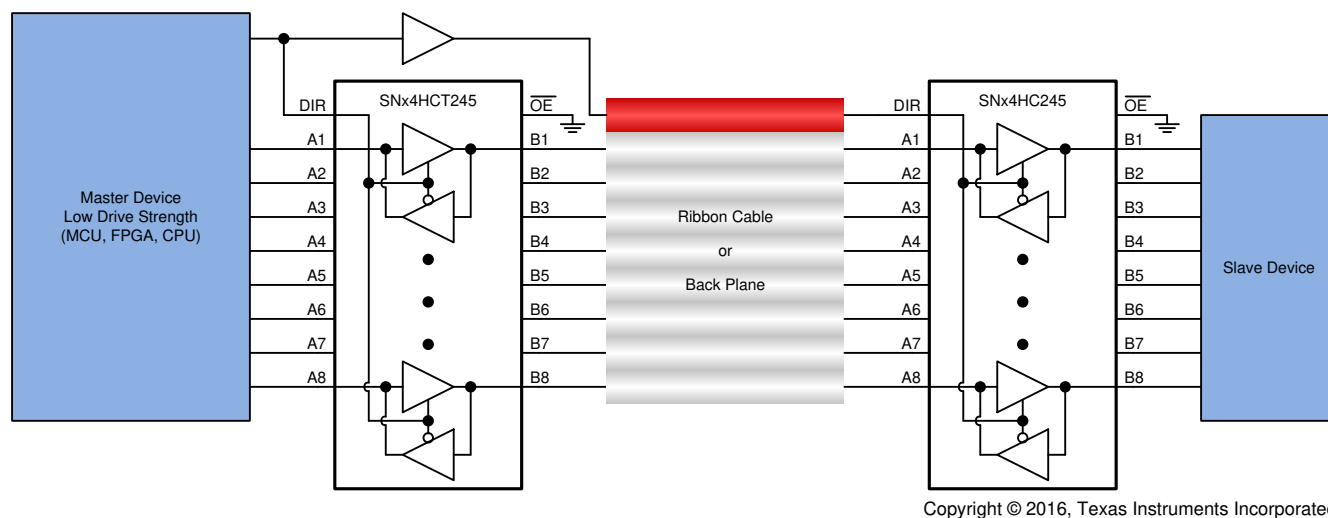 Master Device
Low Drive Strength
(MCU, FPGA, CPU)
SNx4HCT245
DIR
A1
A2
A3
A4
A5
A6
A7
A8
OE
B1
B2
B3
B4
B5
B6
B7
B8
Ribbon Cable
or
Back Plane
SNx4HC245
DIR
A1
A2
A3
A4
A5
A6
A7
A8
OE
B1
B2
B3
B4
B5
B6
B7
B8
Slave Device
Copyright © 2016, Texas Instruments Incorporated